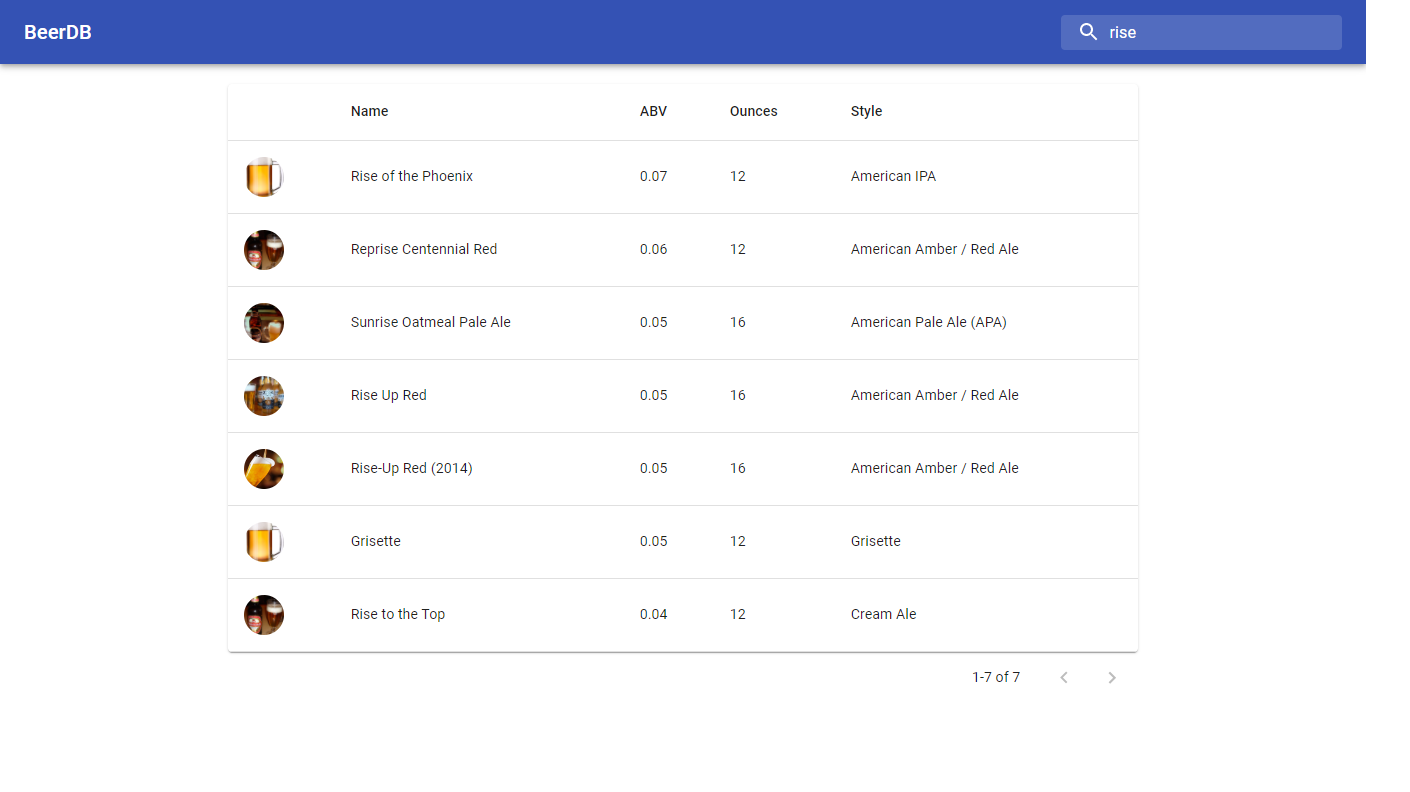 BeerDB rise
Name ABV Ounces Style
Rise of the Phoenix 0.07 12 American IPA
Reprise Centennial Red 0.06 12 American Amber / Red Ale
Sunrise Oatmeal Pale Ale 0.05 16 American Pale Ale (APA)
Rise Up Red 0.05 16 American Amber / Red Ale
Rise-Up Red (2014) 0.05 16 American Amber / Red Ale
Grisette 0.05 12 Grisette
Rise to the Top 0.04 12 Cream Ale
1-7 of 7